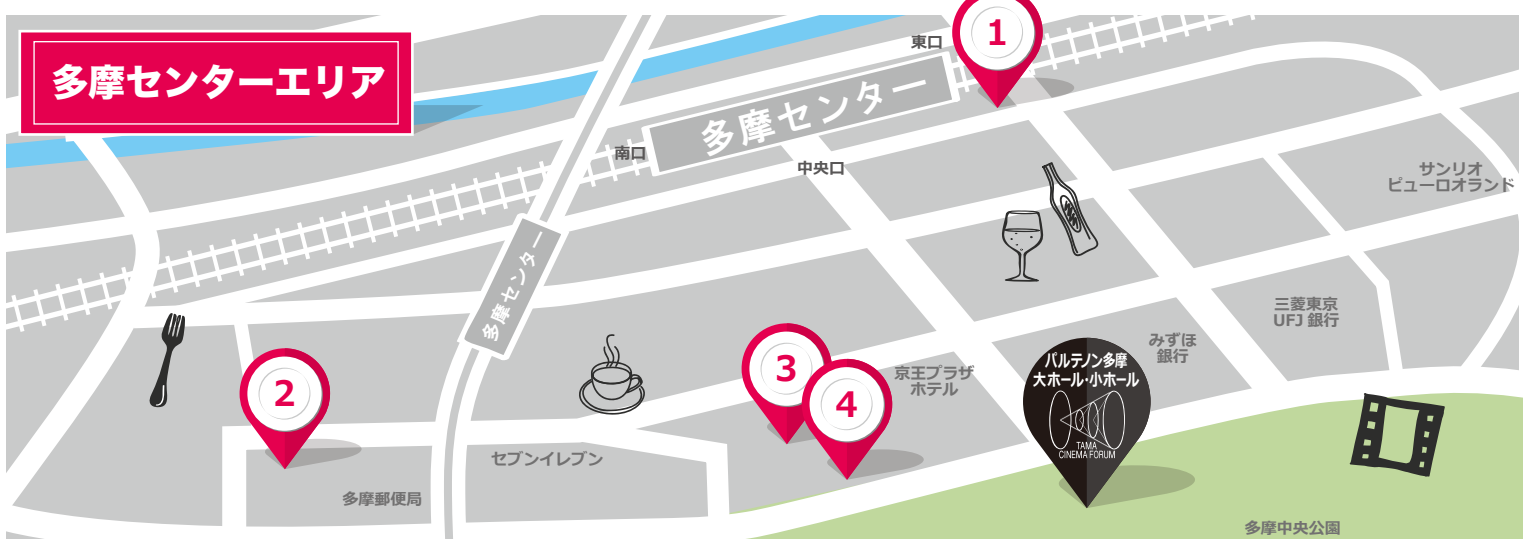 多摩センターエリア
東口
1
多摩センター
南口
中央口
サンリオ
ピューロオランド
多摩センター
三菱東京
UFJ 銀行
みずほ
銀行
パルテノン多摩
大ホール・小ホール
TAMA
CINEMA FORUM
京王プラザ
ホテル
3
4
2
セブンイレブン
多摩郵便局
多摩中央公園